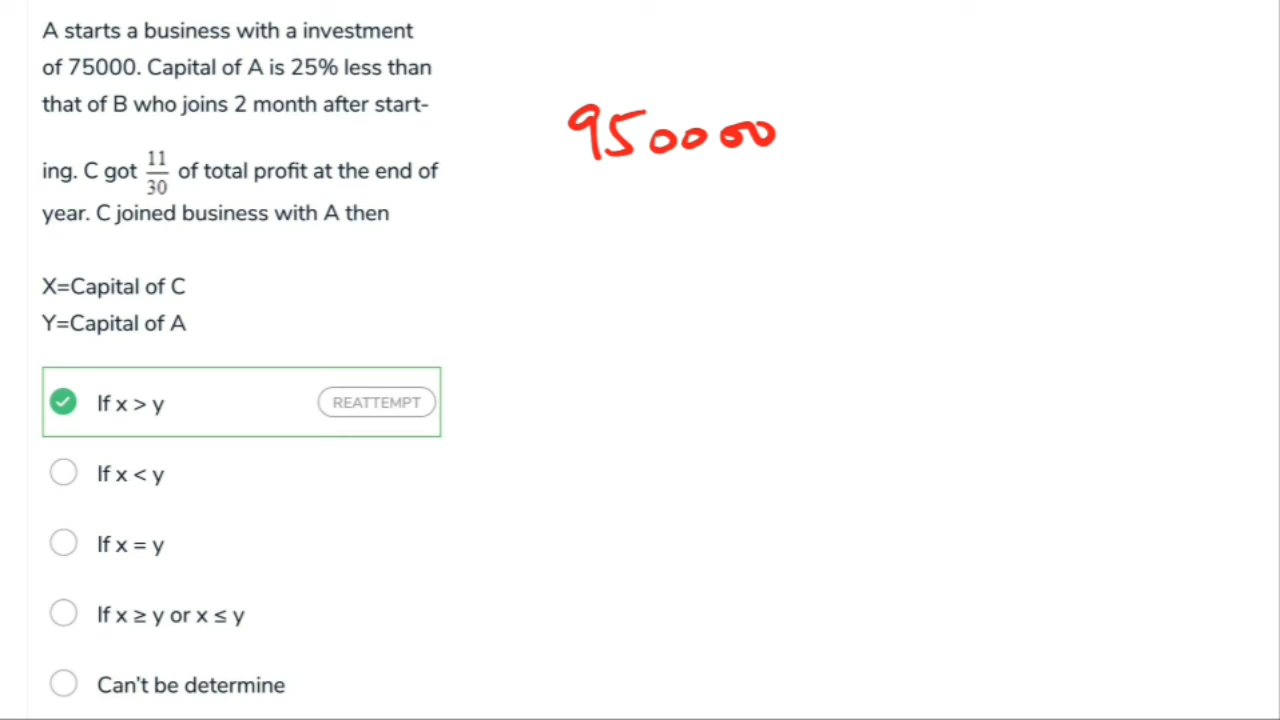 A starts a business with a investment
of 75000. Capital of A is 25% less than
that of B who joins 2 month after start-
ing. C got 11/30 of total profit at the end of
year. C joined business with A then
950000
X=Capital of C
Y=Capital of A
If x > y
REATTEMPT
If x < y
If x = y
If x ≥ y or x ≤ y
Can't be determine